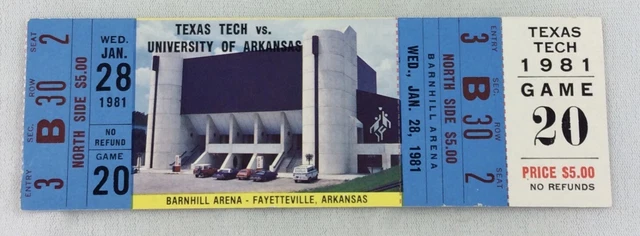 ENTRY SEC. ROW SEAT
3 B 30 2
NORTH SIDE $5.00
WED.
JAN.
28
1981
NO
REFUND
GAME
20
TEXAS TECH vs.
UNIVERSITY OF ARKANSAS
BARNHILL ARENA - FAYETTEVILLE, ARKANSAS
WED., JAN. 28, 1981
BARNHILL ARENA
NORTH SIDE $5.00
ENTRY SEC. ROW SEAT
3 B 30 2
TEXAS
TECH
1981
GAME
20
PRICE $5.00
NO REFUNDS